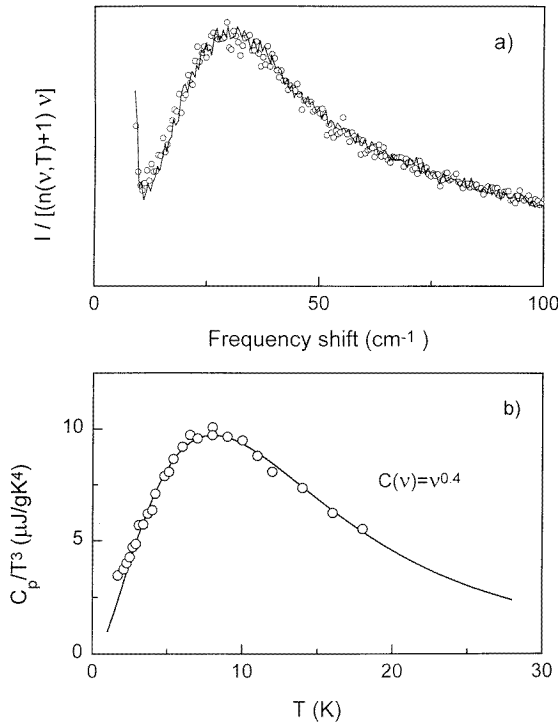 a)
I / [(n(ν,T)+1) ν]
0
50
100
Frequency shift (cm⁻¹ )
b)
10
5
0
C(ν)=ν⁰·⁴
Cₚ/T³ (μJ/gK⁴)
0
10
20
30
T (K)